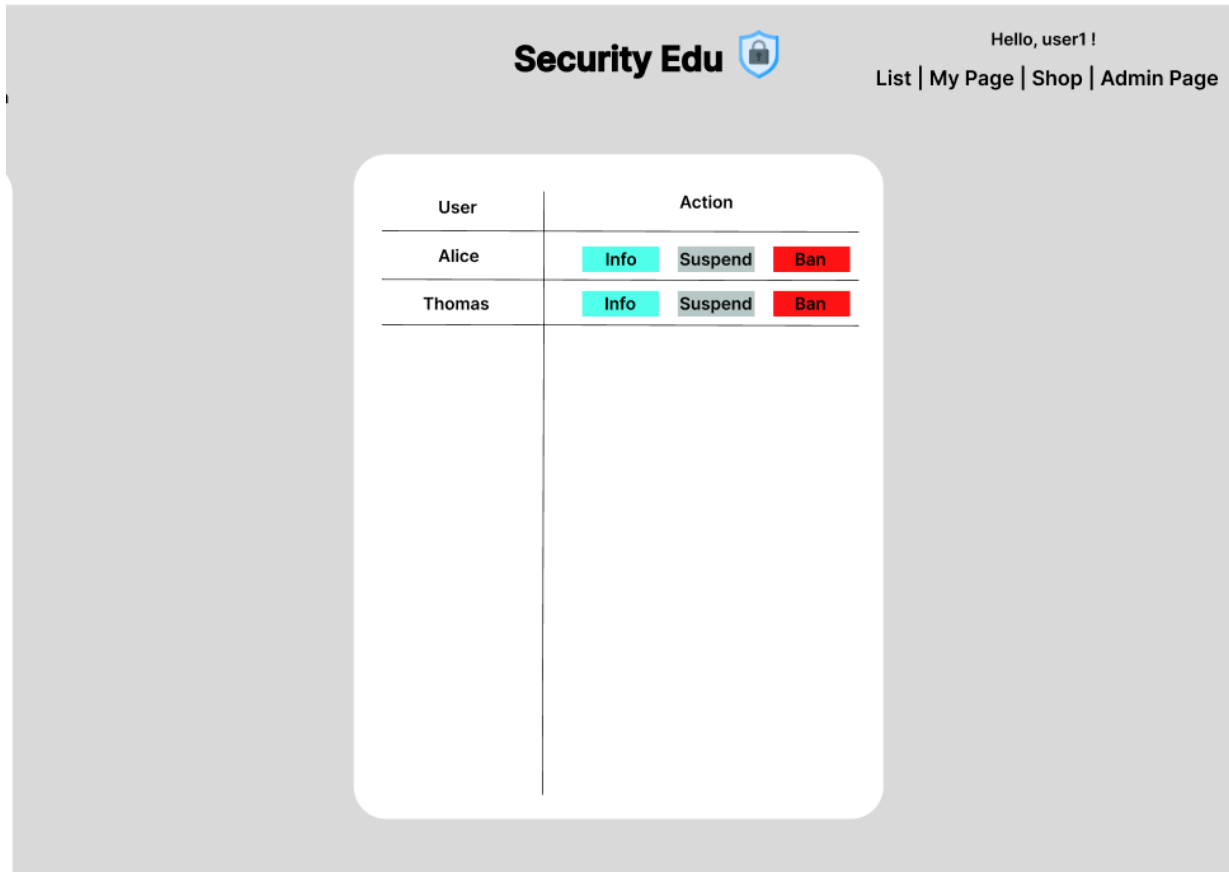 Security Edu
Hello, user1 !
List | My Page | Shop | Admin Page
User Action
Alice Info Suspend Ban
Thomas Info Suspend Ban